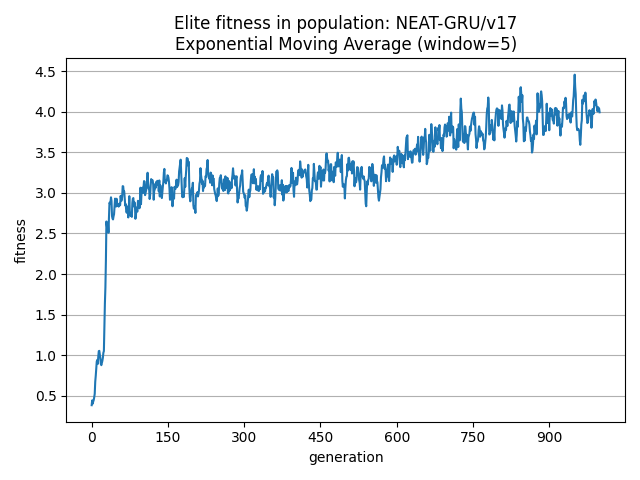 Elite fitness in population: NEAT-GRU/v17
Exponential Moving Average (window=5)
4.5
4.0
3.5
3.0
2.5
2.0
1.5
1.0
0.5
fitness
0 150 300 450 600 750 900
generation